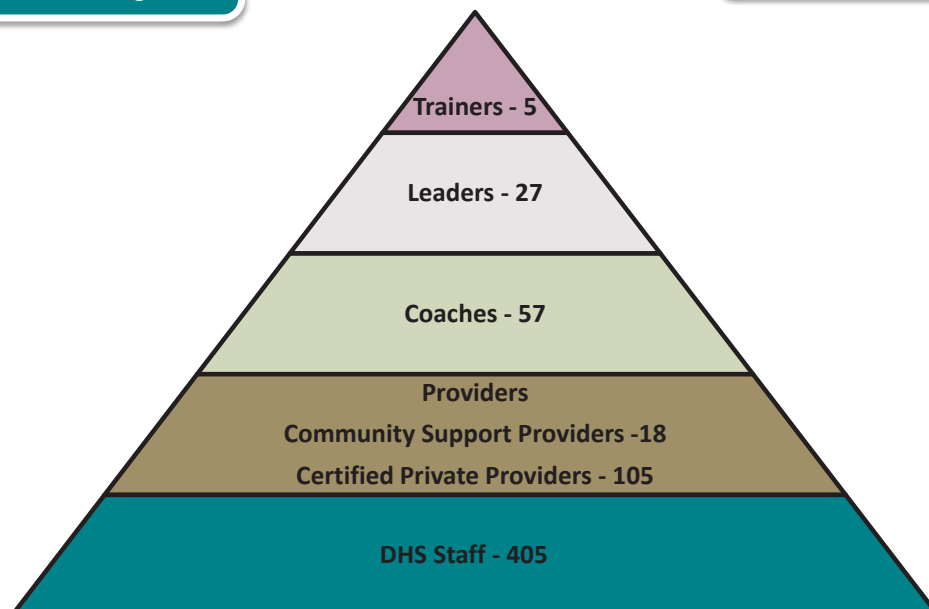 Trainers - 5
Leaders - 27
Coaches - 57
Providers
Community Support Providers -18
Certified Private Providers - 105
DHS Staff - 405